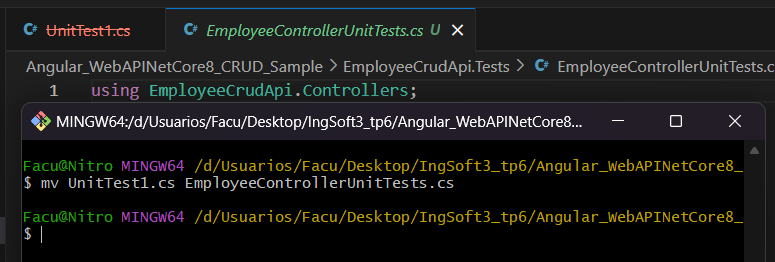 UnitTest1.cs EmployeeControllerUnitTests.cs U
Angular_WebAPINetCore8_CRUD_Sample > EmployeeCrudApi.Tests > EmployeeControllerUnitTests.c
1 using EmployeeCrudApi.Controllers;
MINGW64:/d/Usuarios/Facu/Desktop/IngSoft3_tp6/Angular_WebAPINetCore8...
Facu@Nitro MINGW64 /d/Usuarios/Facu/Desktop/IngSoft3_tp6/Angular_WebAPINetCore8_
$ mv UnitTest1.cs EmployeeControllerUnitTests.cs
Facu@Nitro MINGW64 /d/Usuarios/Facu/Desktop/IngSoft3_tp6/Angular_WebAPINetCore8_
$